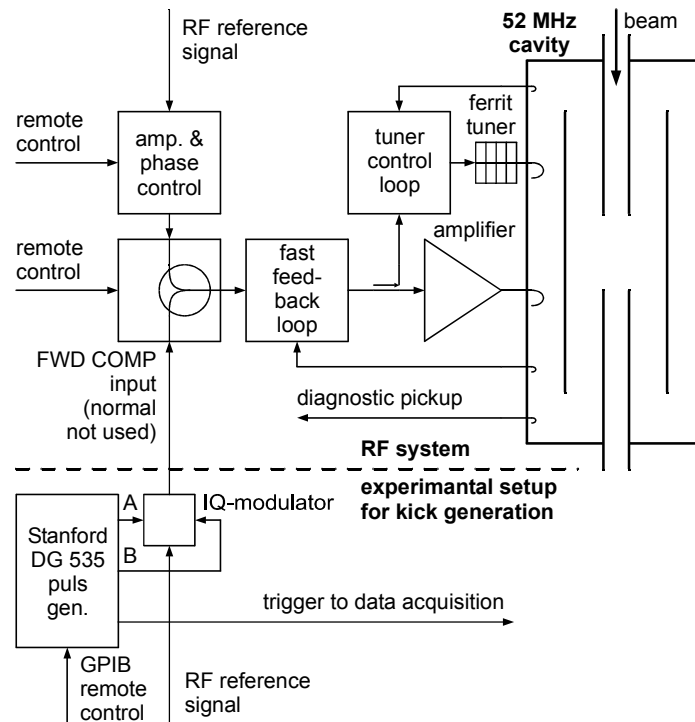 RF reference
signal
52 MHz
cavity
beam
remote
control
amp. &
phase
control
tuner
control
loop
ferrit
tuner
remote
control
fast
feed-
back
loop
amplifier
FWD COMP
input
(normal
not used)
diagnostic pickup
RF system
experimantal setup
for kick generation
Stanford
DG 535
puls
gen.
A
B
IQ-modulator
trigger to data acquisition
GPIB
remote
control
RF reference
signal